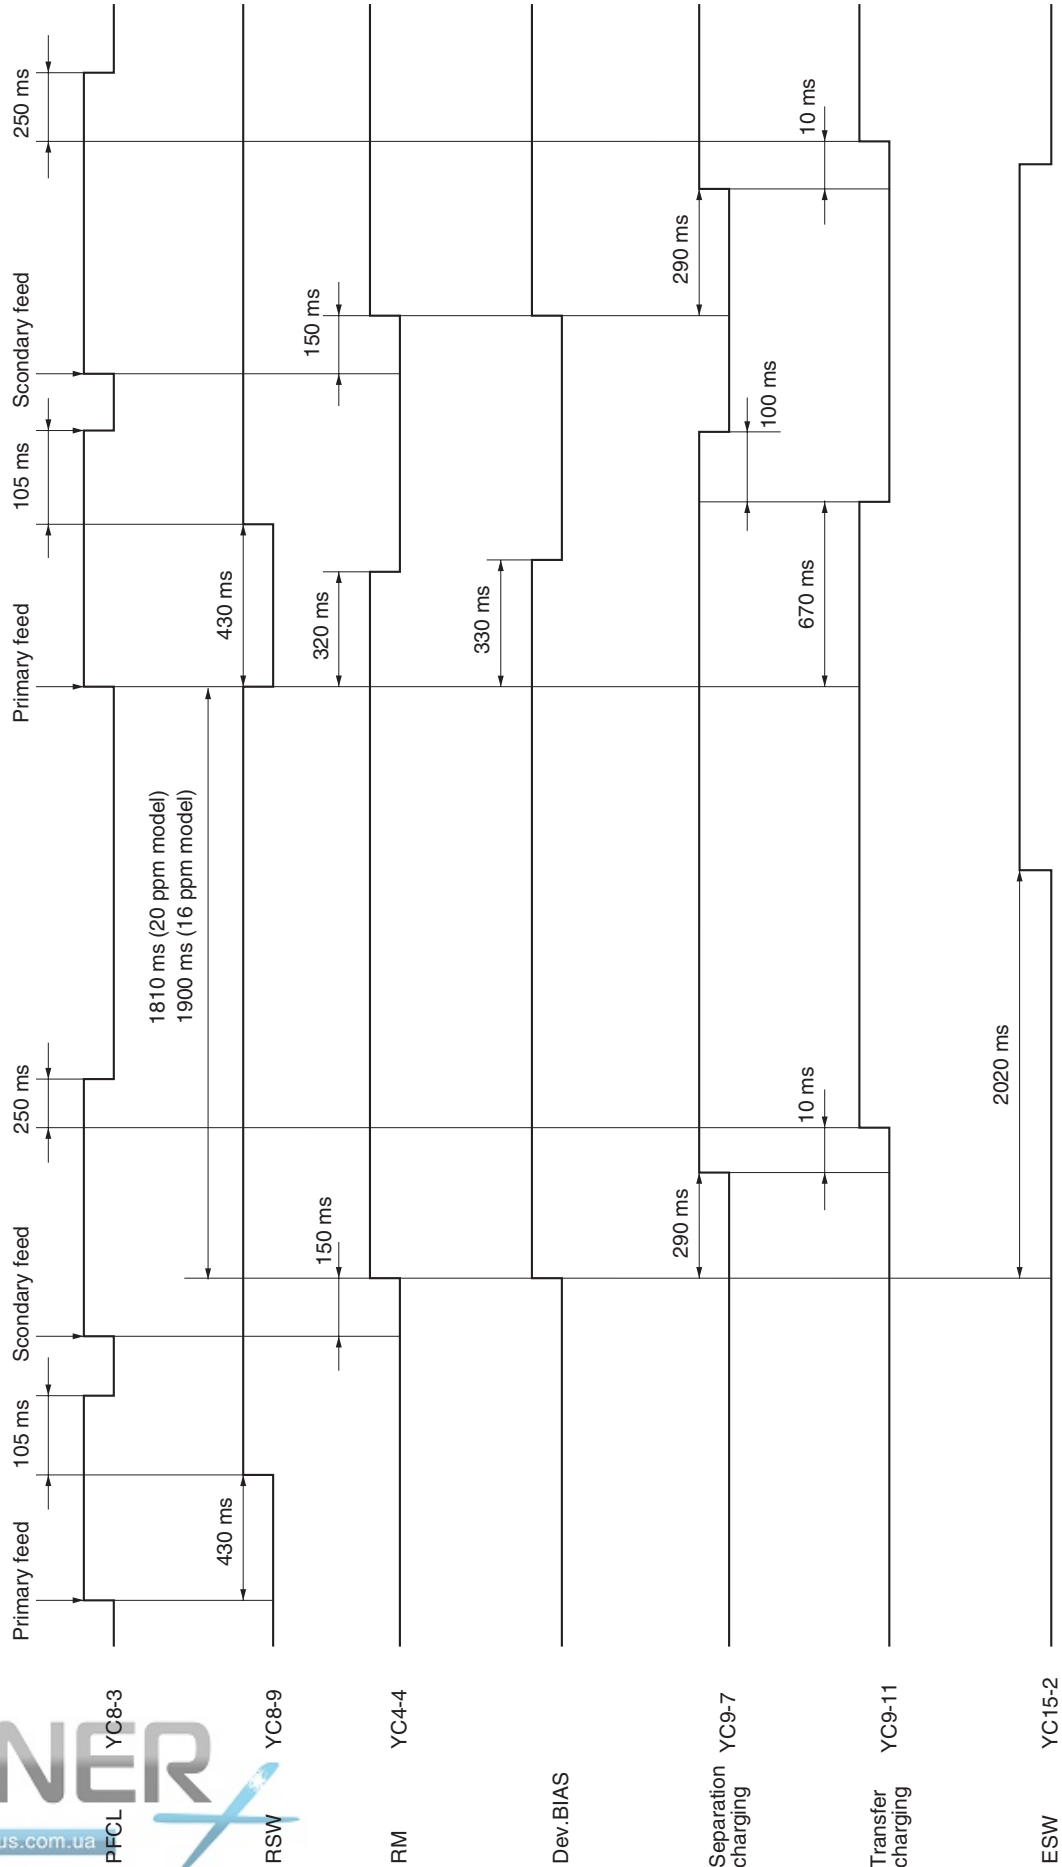 PFCL YC8-3
Primary feed
105 ms
Scondary feed
250 ms
Primary feed
105 ms
Scondary feed
250 ms
RSW YC8-9
430 ms
1810 ms (20 ppm model)
1900 ms (16 ppm model)
430 ms
RM YC4-4
150 ms
320 ms
150 ms
Dev.BIAS
330 ms
Separation
charging
YC9-7
290 ms
100 ms
290 ms
Transfer
charging
YC9-11
10 ms
670 ms
10 ms
ESW YC15-2
2020 ms
NER
us.com.ua